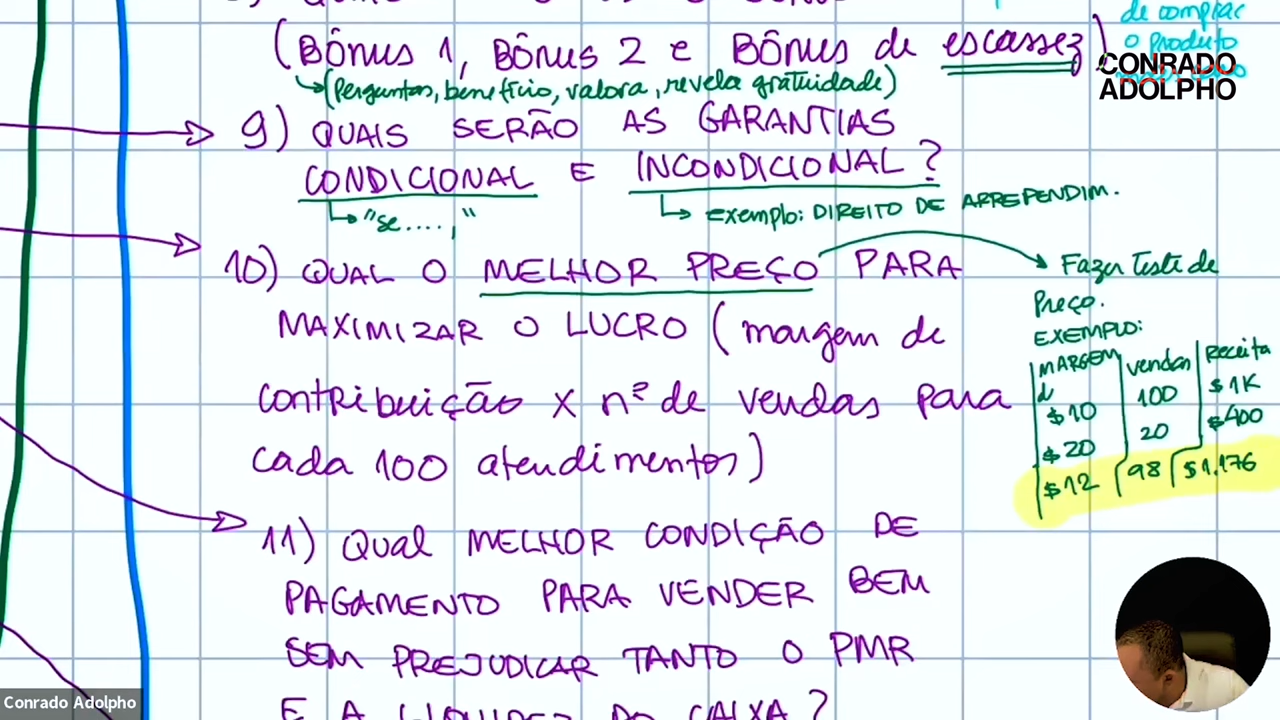 (BÔNUS 1, BÔNUS 2 e BÔNUS de escassez)
de comprar
o produto
CONRADO
ADOLPHO
(Perguntas, benefício, valora, revela gratuidade)
9) QUAIS SERÃO AS GARANTIAS
CONDICIONAL E INCONDICIONAL?
"se....,"
exemplo: DIREITO DE ARREPENDIM.
10) QUAL O MELHOR PREÇO PARA
MAXIMIZAR O LUCRO (margem de
contribuição x nº de vendas para
cada 100 atendimentos)
Fazer Teste de
Preço.
EXEMPLO:
MARGEM vendas Receita
$10 100 $1K
$20 20 $400
$12 98 $1,176
11) Qual MELHOR CONDIÇÃO DE
PAGAMENTO PARA VENDER BEM
SEM PREJUDICAR TANTO O PMR
E A LIQUIDEZ DO CAIXA?
Conrado Adolpho